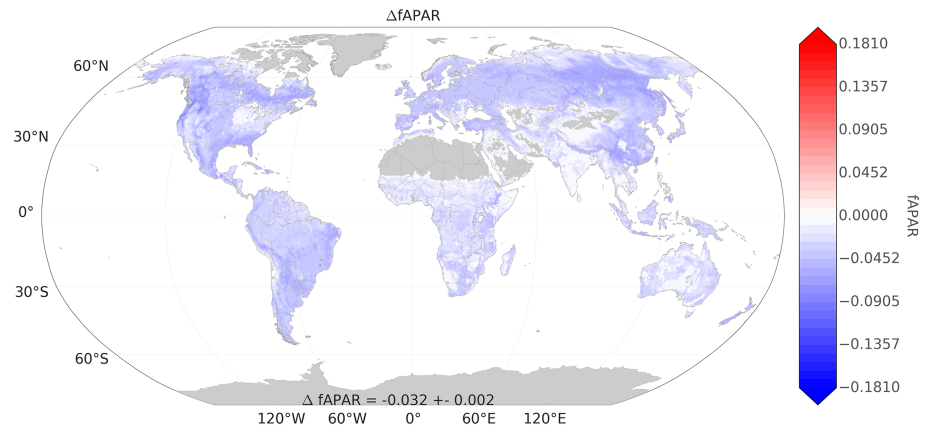 ΔfAPAR
60°N
30°N
0°
30°S
60°S
Δ fAPAR = -0.032 +- 0.002
120°W 60°W 0° 60°E 120°E
0.1810
0.1357
0.0905
0.0452
0.0000
−0.0452
−0.0905
−0.1357
−0.1810
fAPAR